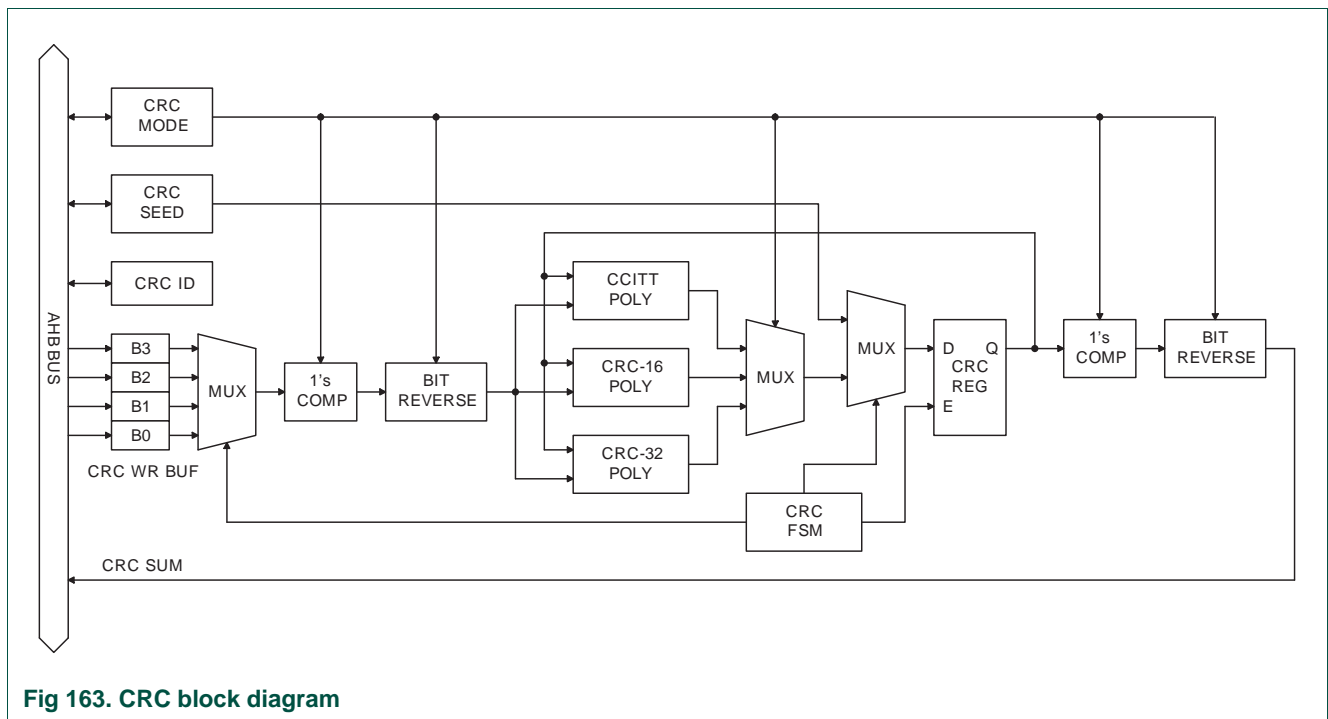 CRC
MODE
CRC
SEED
CRC ID
AHB BUS
B3
B2
B1
B0
CRC WR BUF
MUX
1's
COMP
BIT
REVERSE
CCITT
POLY
CRC-16
POLY
CRC-32
POLY
MUX
MUX
D Q
CRC
REG
E
1's
COMP
BIT
REVERSE
CRC
FSM
CRC SUM
Fig 163. CRC block diagram